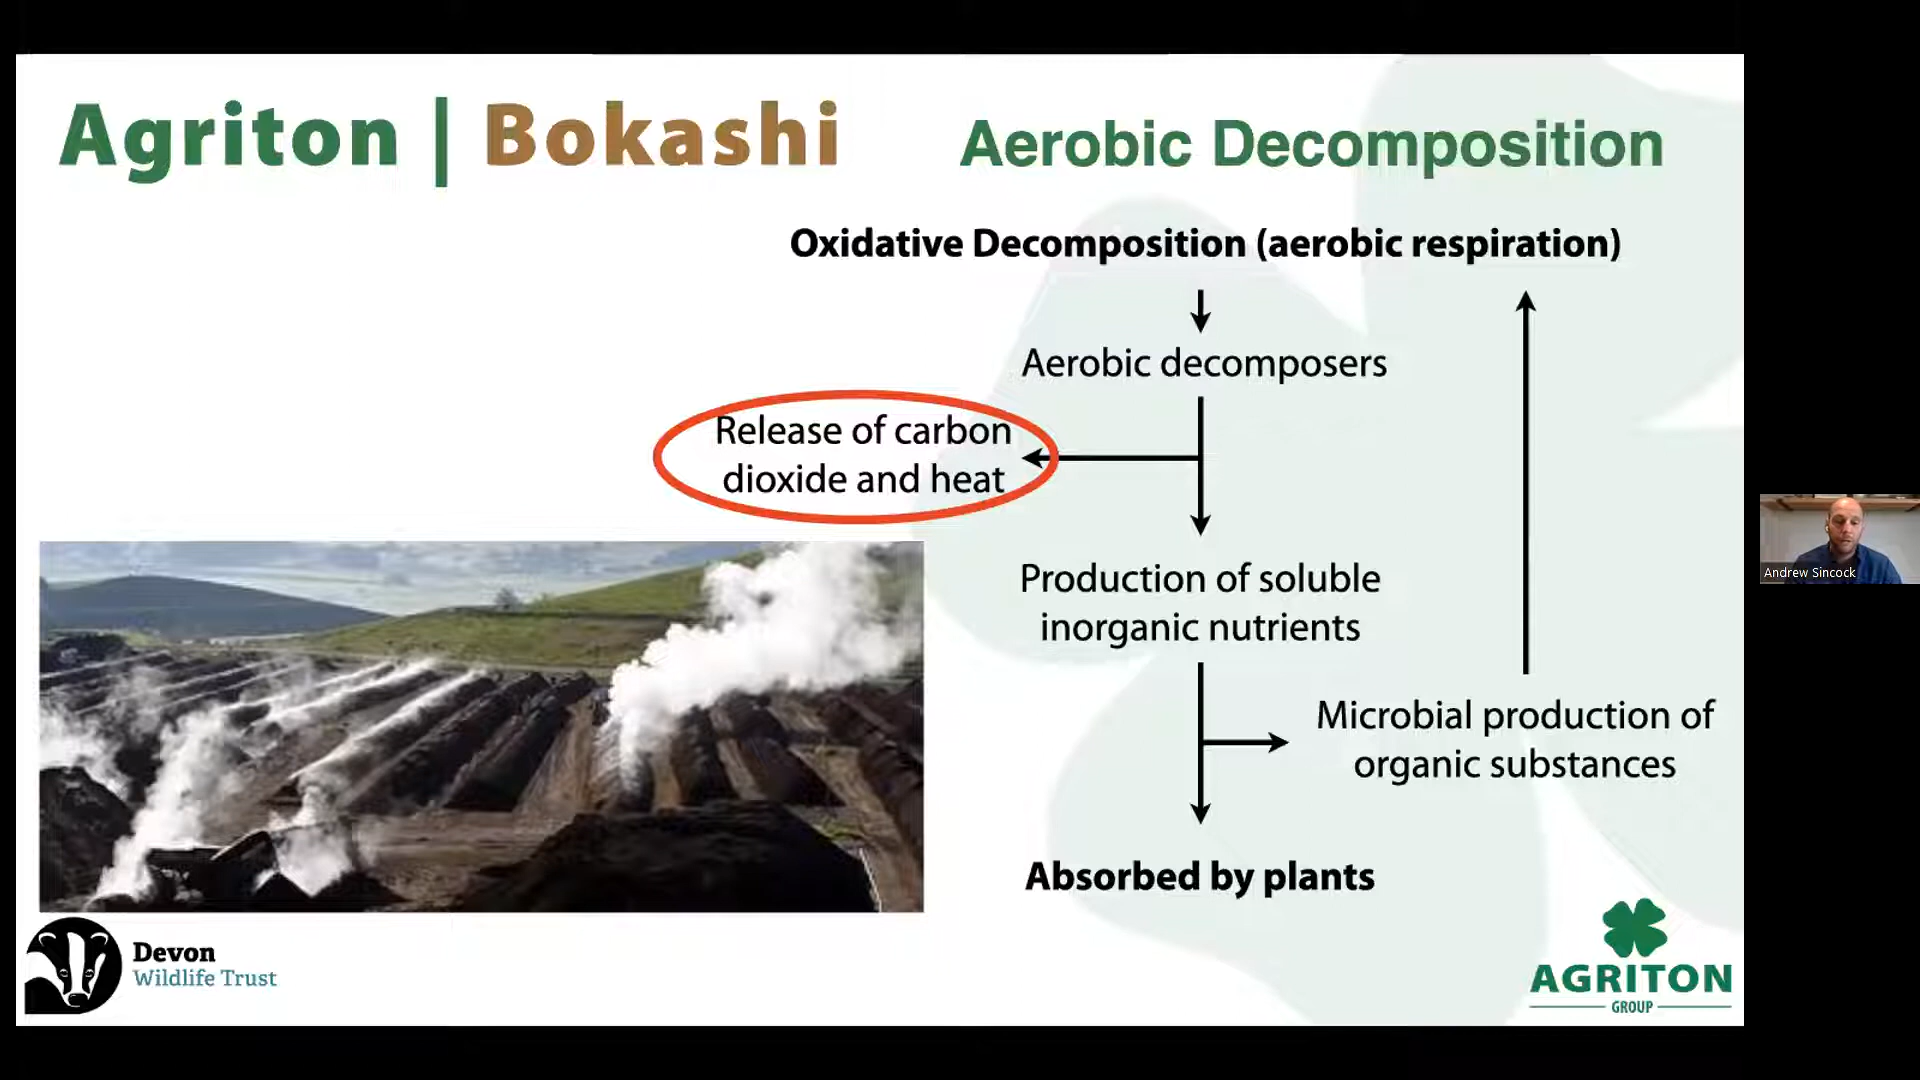 Agriton | Bokashi
Aerobic Decomposition
Oxidative Decomposition (aerobic respiration)
Aerobic decomposers
Release of carbon
dioxide and heat
Production of soluble
inorganic nutrients
Microbial production of
organic substances
Absorbed by plants
Devon
Wildlife Trust
AGRITON
GROUP
Andrew Sincock